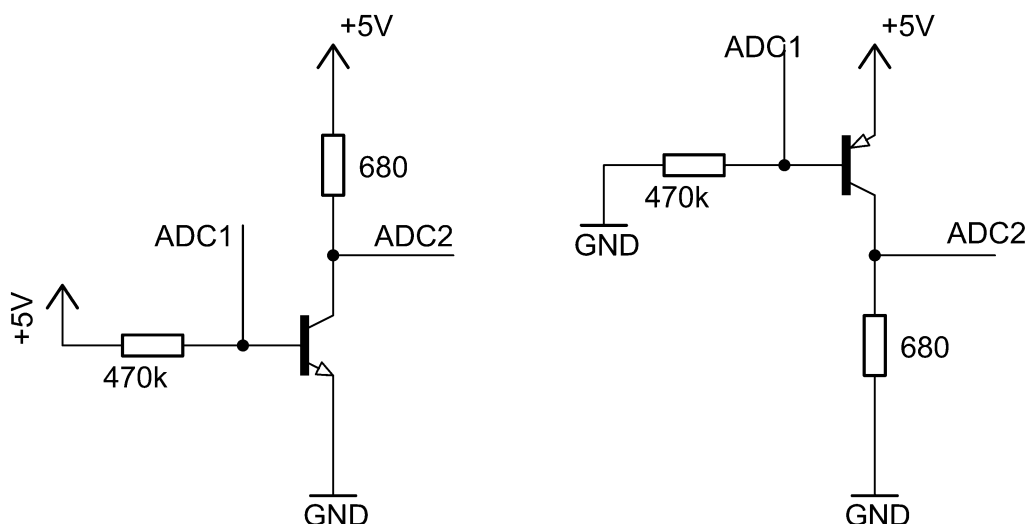 +5V
680
ADC1
ADC2
+5V
470k
GND
+5V
ADC1
470k
GND
ADC2
680
GND